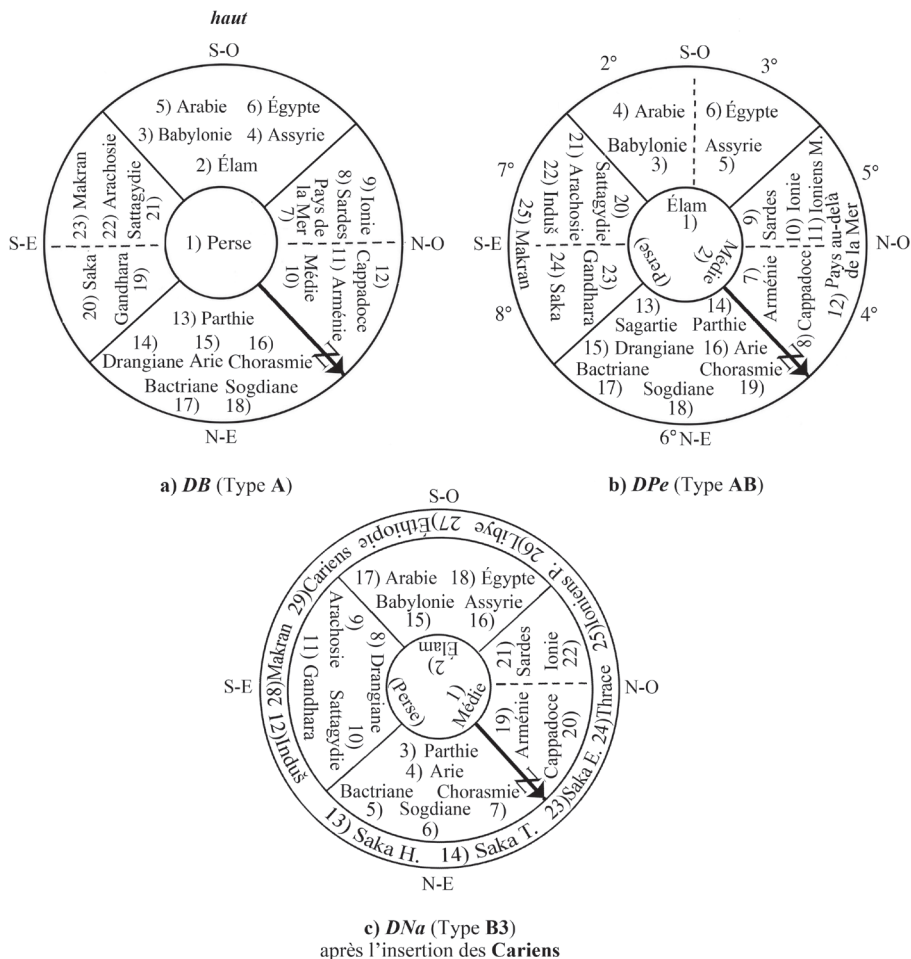 haut
S-O
5) Arabie 6) Égypte
3) Babylonie 4) Assyrie
2) Élam
23) Makran
22) Arachosie
Sattagydie
21)
S-E
20) Saka
Gandhara
19)
1) Perse
9) Ionie
8) Sardes
Pays de
la Mer
7)
N-O
12)
Cappadoce
11) Arménie
Médie
10)
13) Parthie
14) 15) 16)
Drangiane Arie Chorasmie
N
Bactriane Sogdiane
17) 18)
N-E
a) DB (Type A)
S-O
2°
3°
4) Arabie
Babylonie
3)
6) Égypte
Assyrie
5)
7°
21) Arachosie
22) Induš
Sattagydie
20)
25) Makran
S-E
24) Saka
Gandhara
23)
8°
Élam
1)
Médie
2)
(Perse)
5°
Sardes
9)
10) Ionie
11) Ioniens M.
12) Pays au-delà
de la Mer
N-O
Arménie
7)
8) Cappadoce
4°
13) 14)
Sagartie Parthie
15) Drangiane 16) Arie
Bactriane Chorasmie
17) Sogdiane 19)
18)
N
6° N-E
b) DPe (Type AB)
S-O
29) Cariens Éthiopie 27) Libye 26)
Ioniens P. 25)
Thrace 24)
Saka E. 23)
17) Arabie 18) Égypte
Babylonie Assyrie
15) 16)
Arachosie
9)
8) Drangiane
11) Gandhara
Sattagydie
10)
S-E
28) Makran
12) Induš
2)
Élam
1)
Médie
(Perse)
21)
Sardes
Ionie
22)
N-O
19)
Arménie
Cappadoce
20)
3) Parthie
4) Arie
Bactriane Chorasmie
5) Sogdiane 7)
6)
N
13) Saka H. 14) Saka T.
N-E
c) DNa (Type B3)
après l’insertion des Cariens